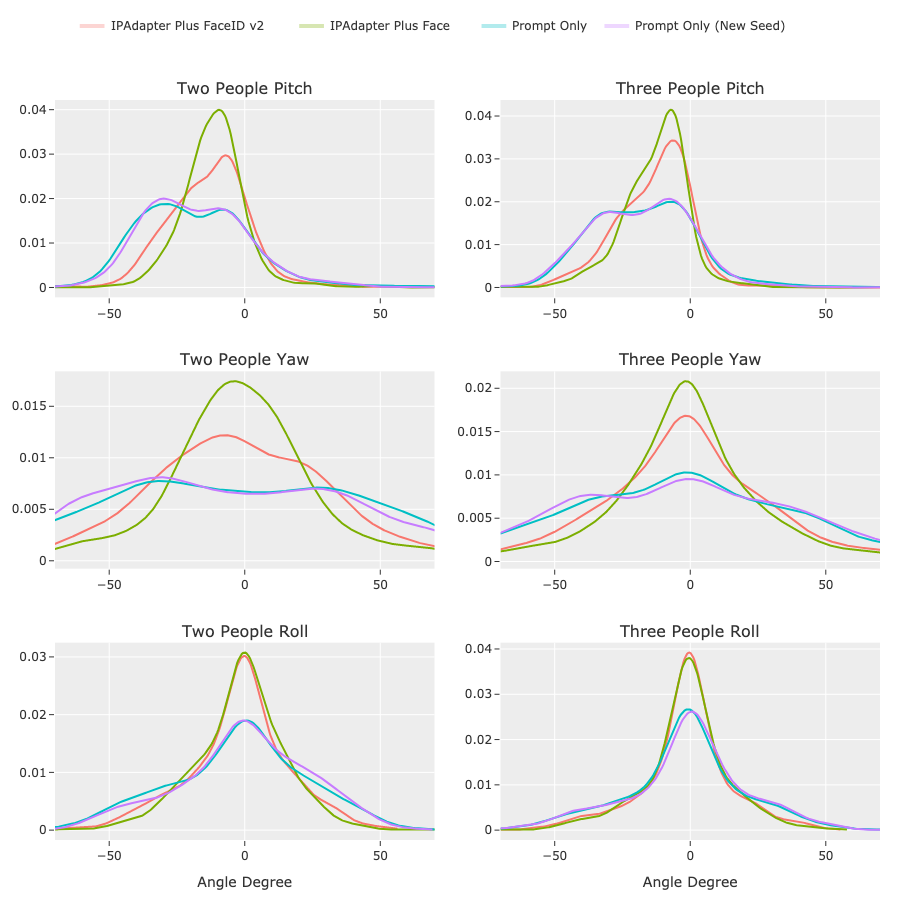 IPAdapter Plus FaceID v2 IPAdapter Plus Face Prompt Only Prompt Only (New Seed)
Two People Pitch
0.04
0.03
0.02
0.01
0
−50 0 50
Three People Pitch
0.04
0.03
0.02
0.01
0
−50 0 50
Two People Yaw
0.015
0.01
0.005
0
−50 0 50
Three People Yaw
0.02
0.015
0.01
0.005
0
−50 0 50
Two People Roll
0.03
0.02
0.01
0
−50 0 50
Angle Degree
Three People Roll
0.04
0.03
0.02
0.01
0
−50 0 50
Angle Degree